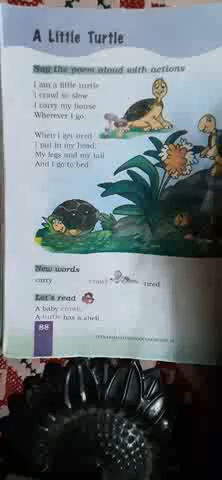 A Little Turtle
Say the poem aloud with actions
I am a little turtle
I crawl so slow
I carry my house
Wherever I go.
When I get tired
I put in my head,
My legs and my tail
And I go to bed.
New words
carry crawl tired
Let's read
A baby crawls.
A turtle has a shell.
88